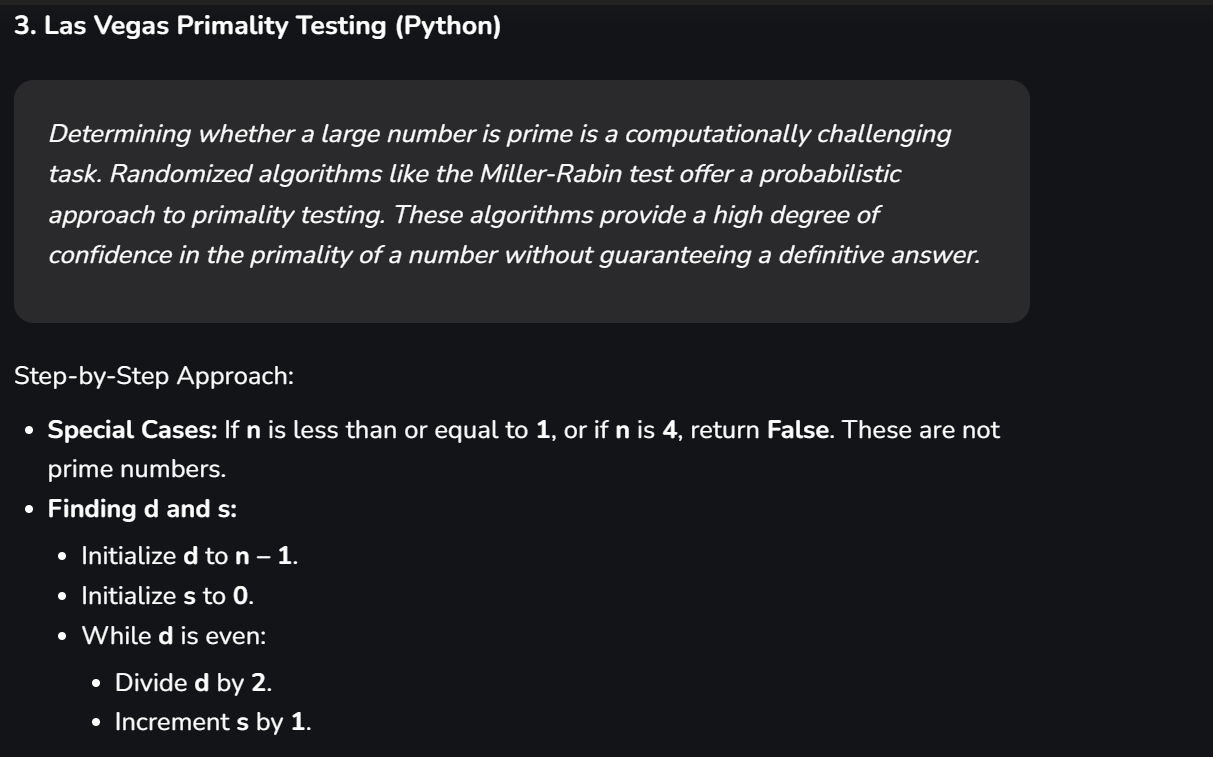 3. Las Vegas Primality Testing (Python)
Determining whether a large number is prime is a computationally challenging
task. Randomized algorithms like the Miller-Rabin test offer a probabilistic
approach to primality testing. These algorithms provide a high degree of
confidence in the primality of a number without guaranteeing a definitive answer.
Step-by-Step Approach:
• Special Cases: If n is less than or equal to 1, or if n is 4, return False. These are not
prime numbers.
• Finding d and s:
• Initialize d to n – 1.
• Initialize s to 0.
• While d is even:
• Divide d by 2.
• Increment s by 1.